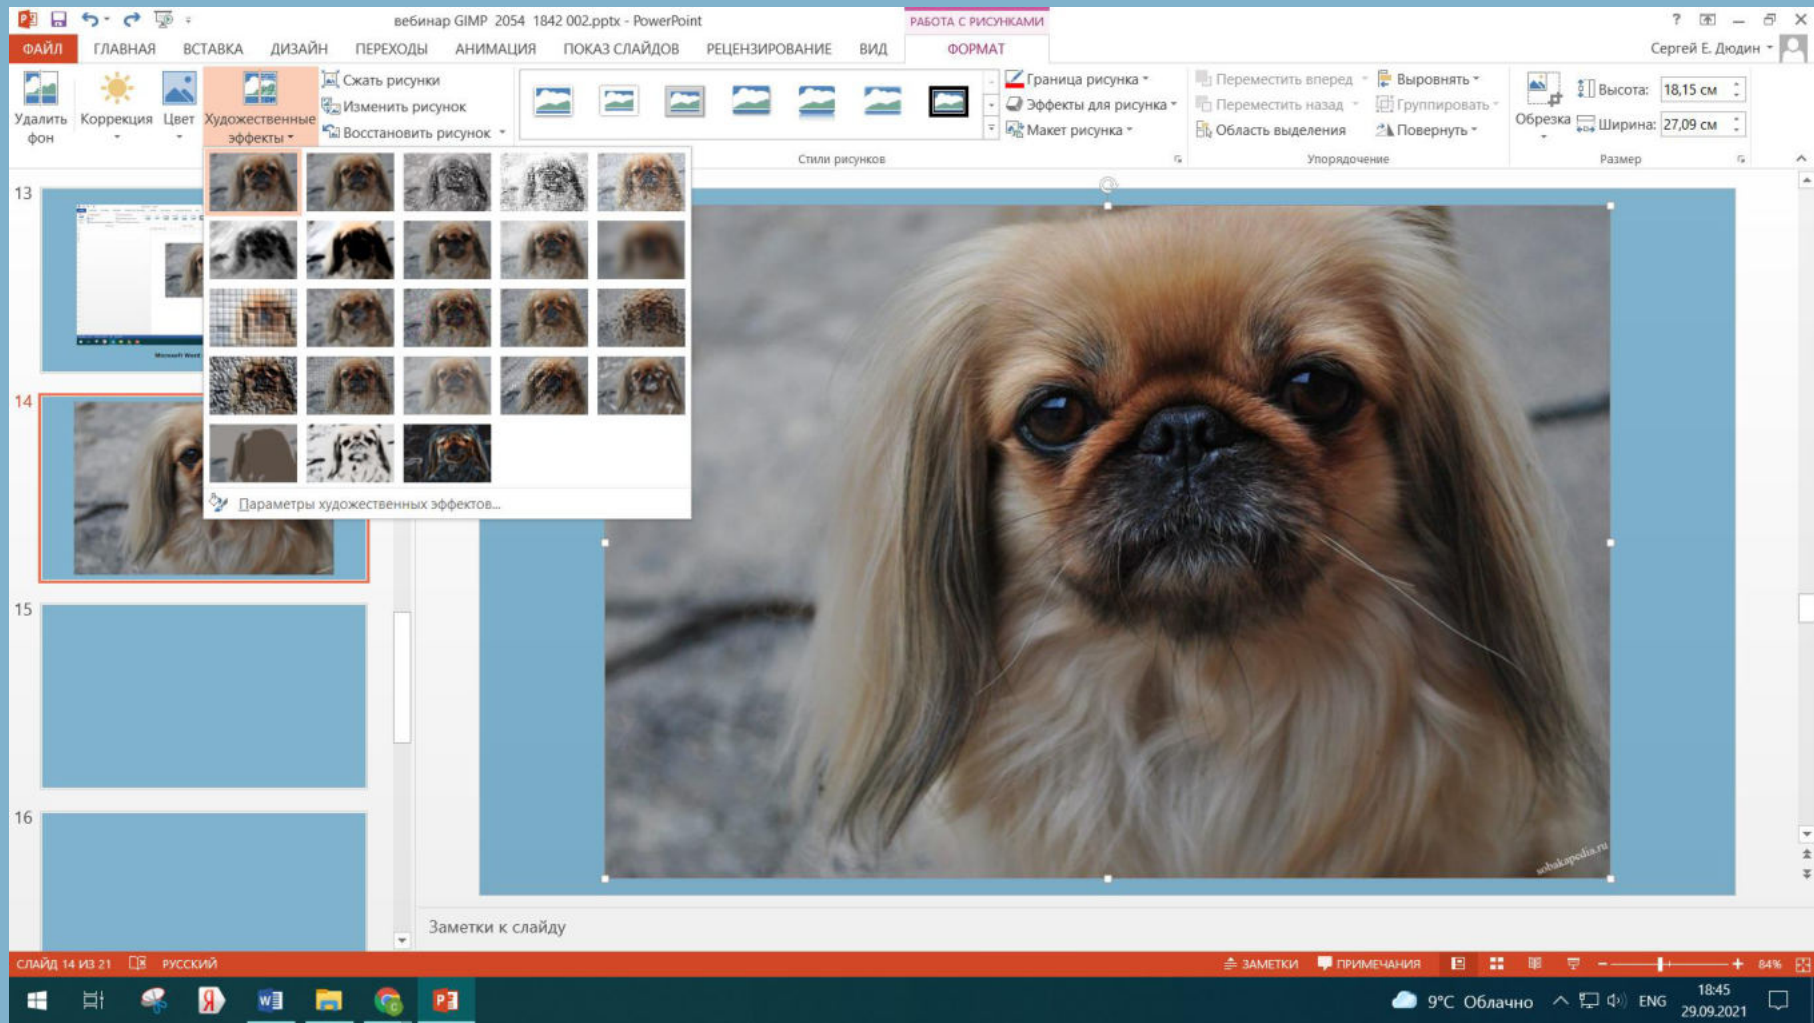 вебинар GIMP 2054 1842 002.pptx - PowerPoint
РАБОТА С РИСУНКАМИ
ФАЙЛ ГЛАВНАЯ ВСТАВКА ДИЗАЙН ПЕРЕХОДЫ АНИМАЦИЯ ПОКАЗ СЛАЙДОВ РЕЦЕНЗИРОВАНИЕ ВИД ФОРМАТ Сергей Е. Дюдин
Удалить фон
Коррекция
Цвет
Художественные эффекты
Сжать рисунки
Изменить рисунок
Восстановить рисунок
Стили рисунков
Граница рисунка
Эффекты для рисунка
Макет рисунка
Переместить вперед
Переместить назад
Область выделения
Выровнять
Группировать
Повернуть
Упорядочение
Обрезка
Высота: 18,15 см
Ширина: 27,09 см
Размер
Параметры художественных эффектов...
13
Microsoft Word
14
15
16
sobakapedia.ru
Заметки к слайду
СЛАЙД 14 ИЗ 21 РУССКИЙ ЗАМЕТКИ ПРИМЕЧАНИЯ 84%
9°C Облачно ENG
18:45
29.09.2021